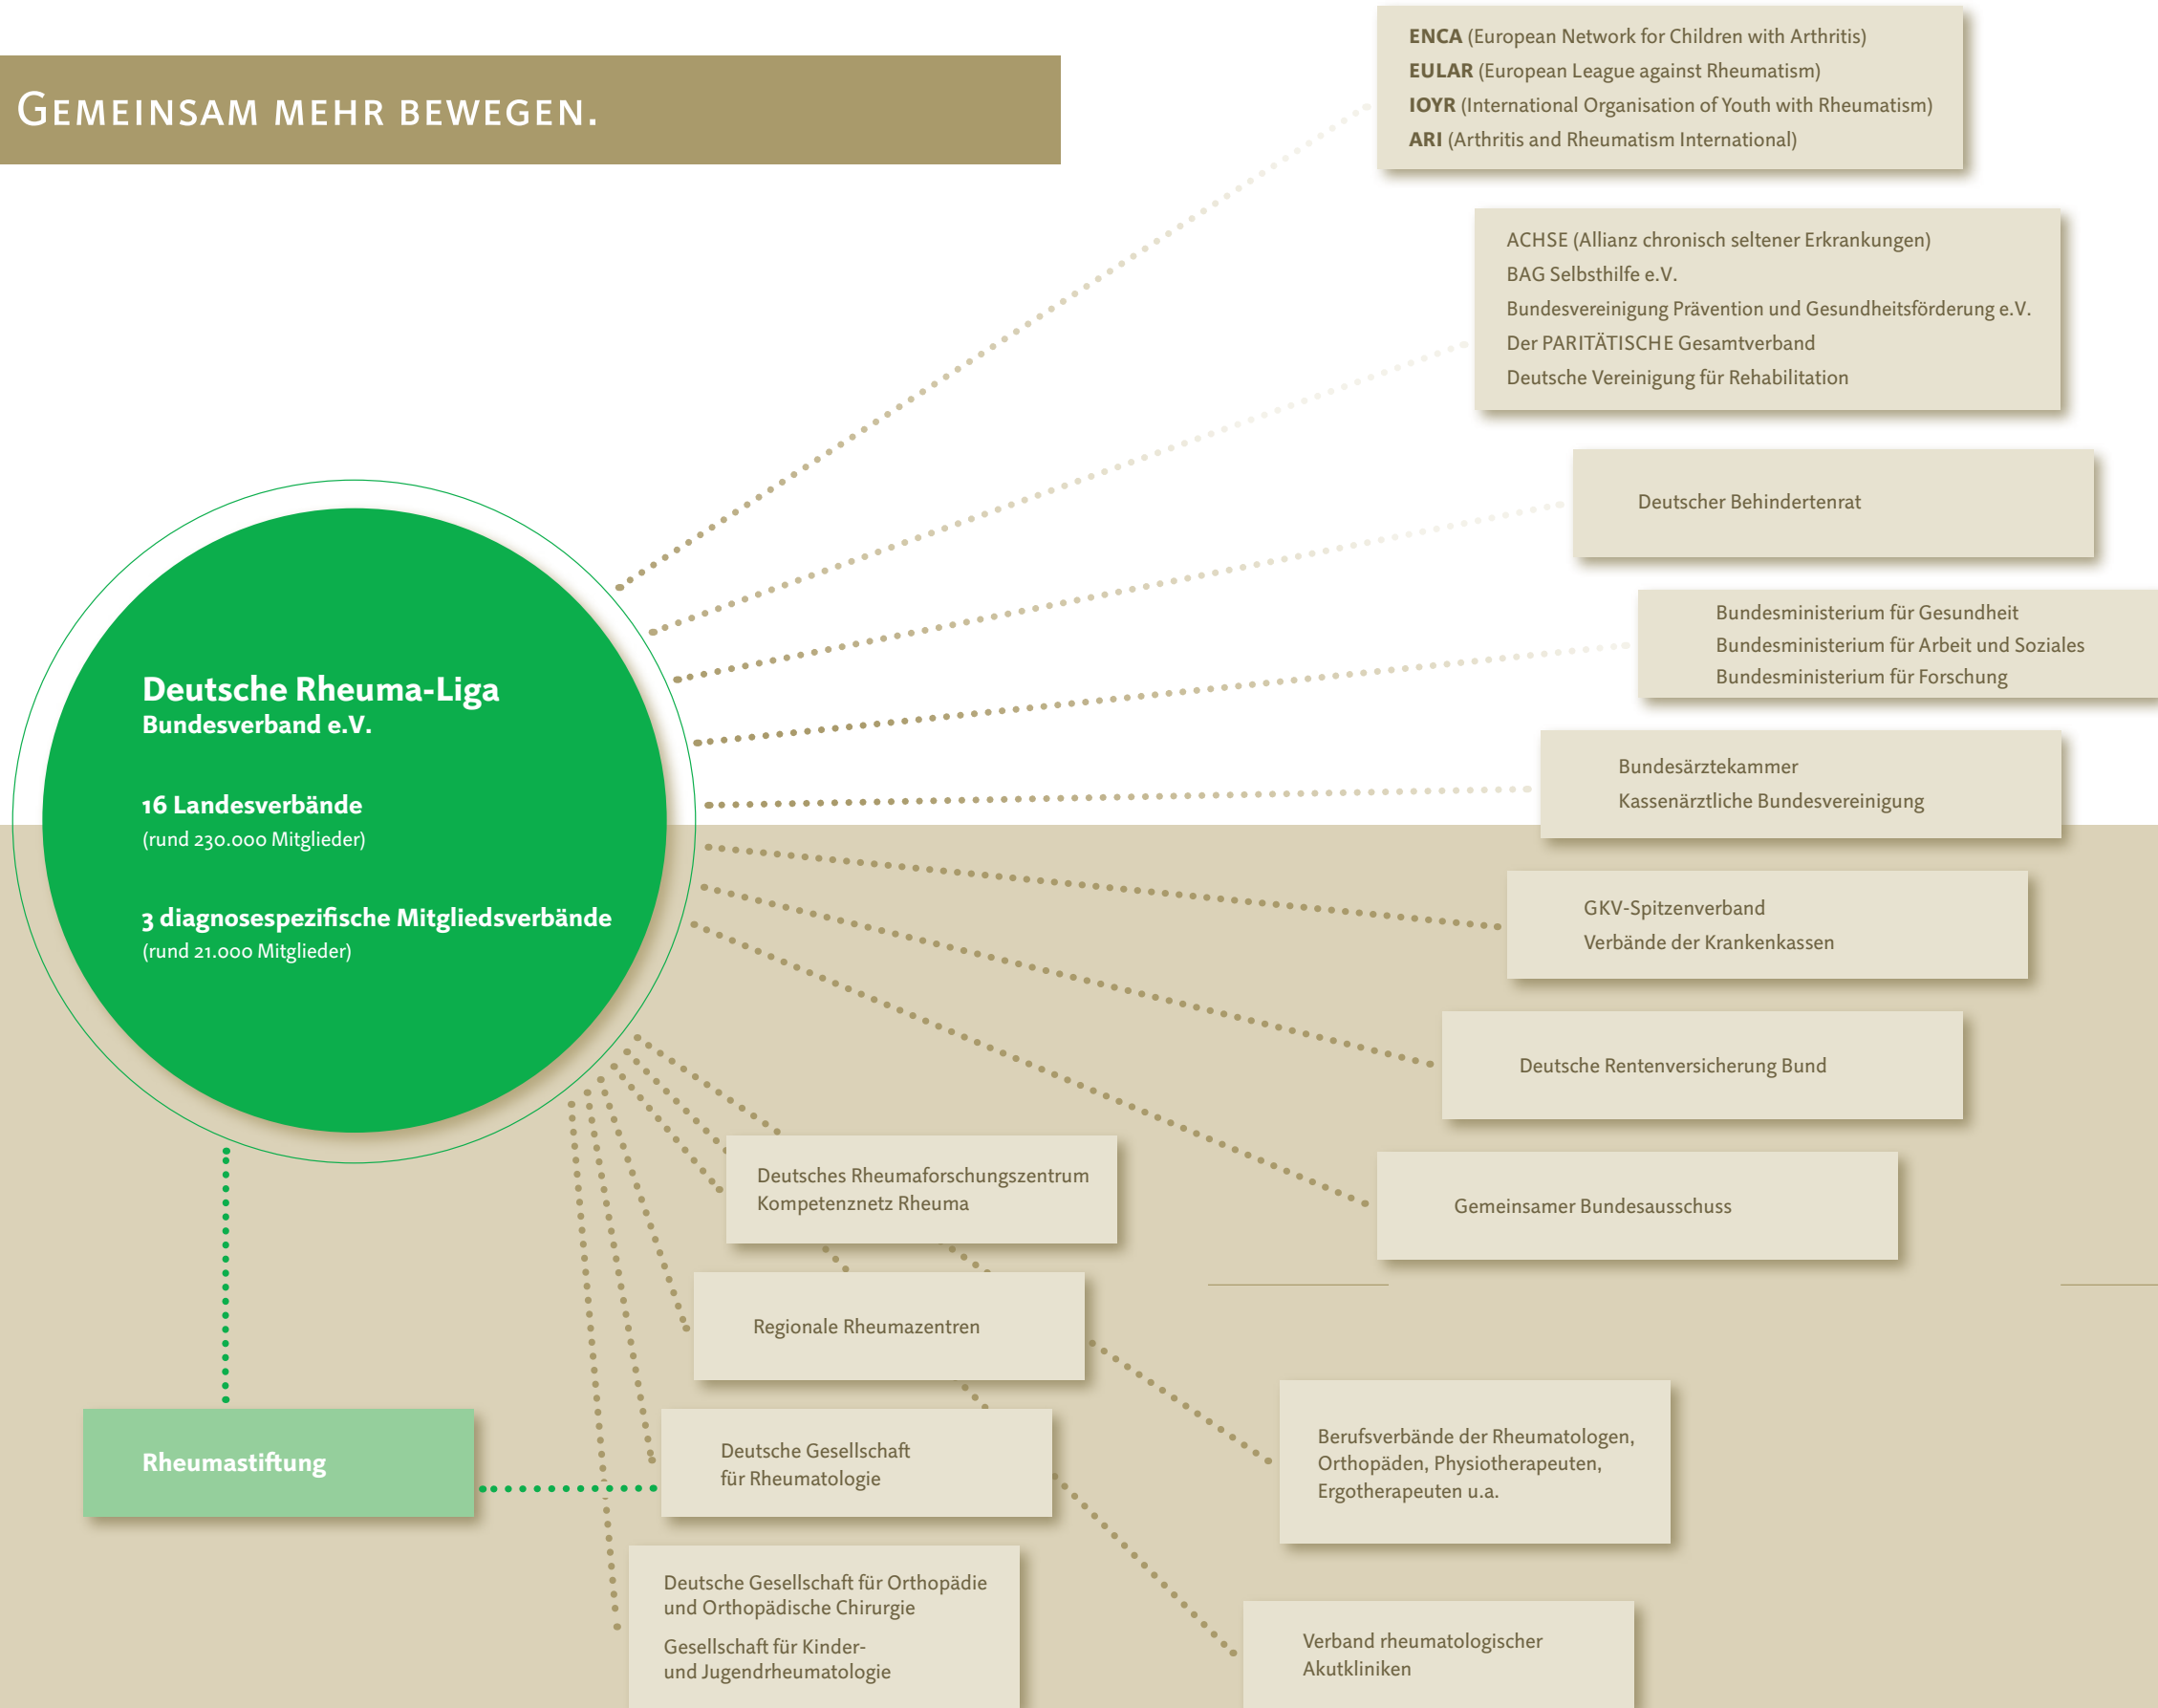 GEMEINSAM MEHR BEWEGEN.
ENCA (European Network for Children with Arthritis)
EULAR (European League against Rheumatism)
IOYR (International Organisation of Youth with Rheumatism)
ARI (Arthritis and Rheumatism International)
ACHSE (Allianz chronisch seltener Erkrankungen)
BAG Selbsthilfe e.V.
Bundesvereinigung Prävention und Gesundheitsförderung e.V.
Der PARITÄTISCHE Gesamtverband
Deutsche Vereinigung für Rehabilitation
Deutscher Behindertenrat
Bundesministerium für Gesundheit
Bundesministerium für Arbeit und Soziales
Bundesministerium für Forschung
Deutsche Rheuma-Liga
Bundesverband e.V.
16 Landesverbände
(rund 230.000 Mitglieder)
3 diagnosespezifische Mitgliedsverbände
(rund 21.000 Mitglieder)
Bundesärztekammer
Kassenärztliche Bundesvereinigung
GKV-Spitzenverband
Verbände der Krankenkassen
Deutsche Rentenversicherung Bund
Gemeinsamer Bundesausschuss
Deutsches Rheumaforschungszentrum
Kompetenznetz Rheuma
Regionale Rheumazentren
Rheumastiftung
Deutsche Gesellschaft
für Rheumatologie
Berufsverbände der Rheumatologen,
Orthopäden, Physiotherapeuten,
Ergotherapeuten u.a.
Deutsche Gesellschaft für Orthopädie
und Orthopädische Chirurgie
Gesellschaft für Kinder-
und Jugendrheumatologie
Verband rheumatologischer
Akutkliniken